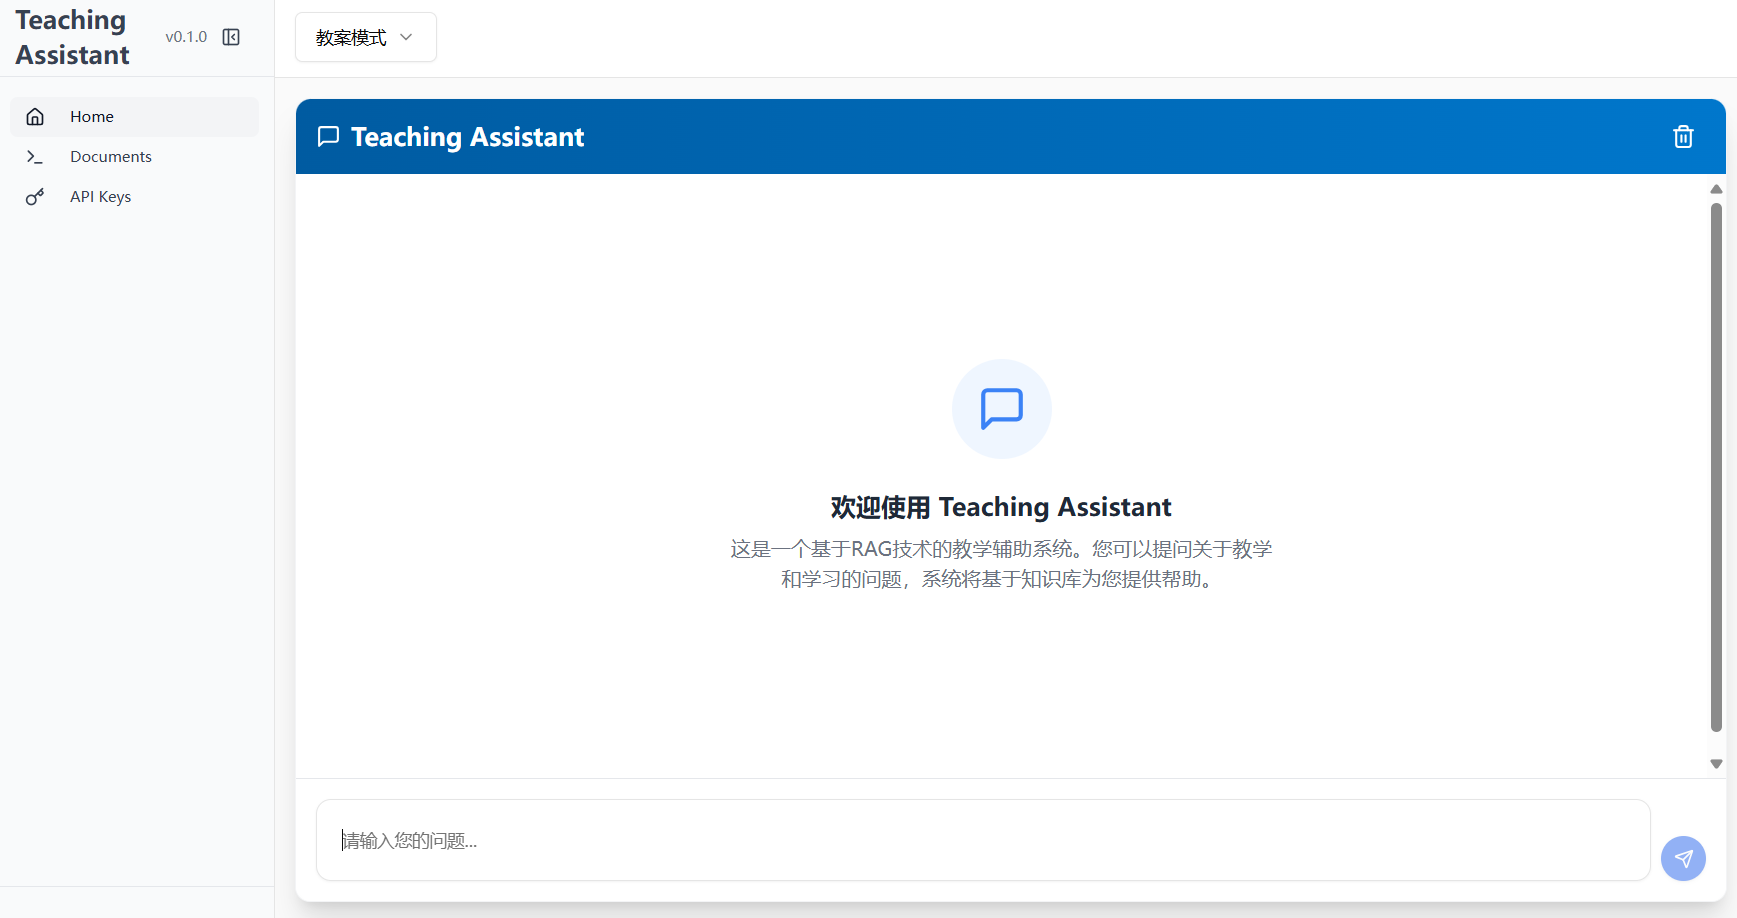 Teaching
Assistant
v0.1.0
教案模式
Home
Documents
API Keys
Teaching Assistant
欢迎使用 Teaching Assistant
这是一个基于RAG技术的教学辅助系统。您可以提问关于教学
和学习的问题，系统将基于知识库为您提供帮助。
请输入您的问题...